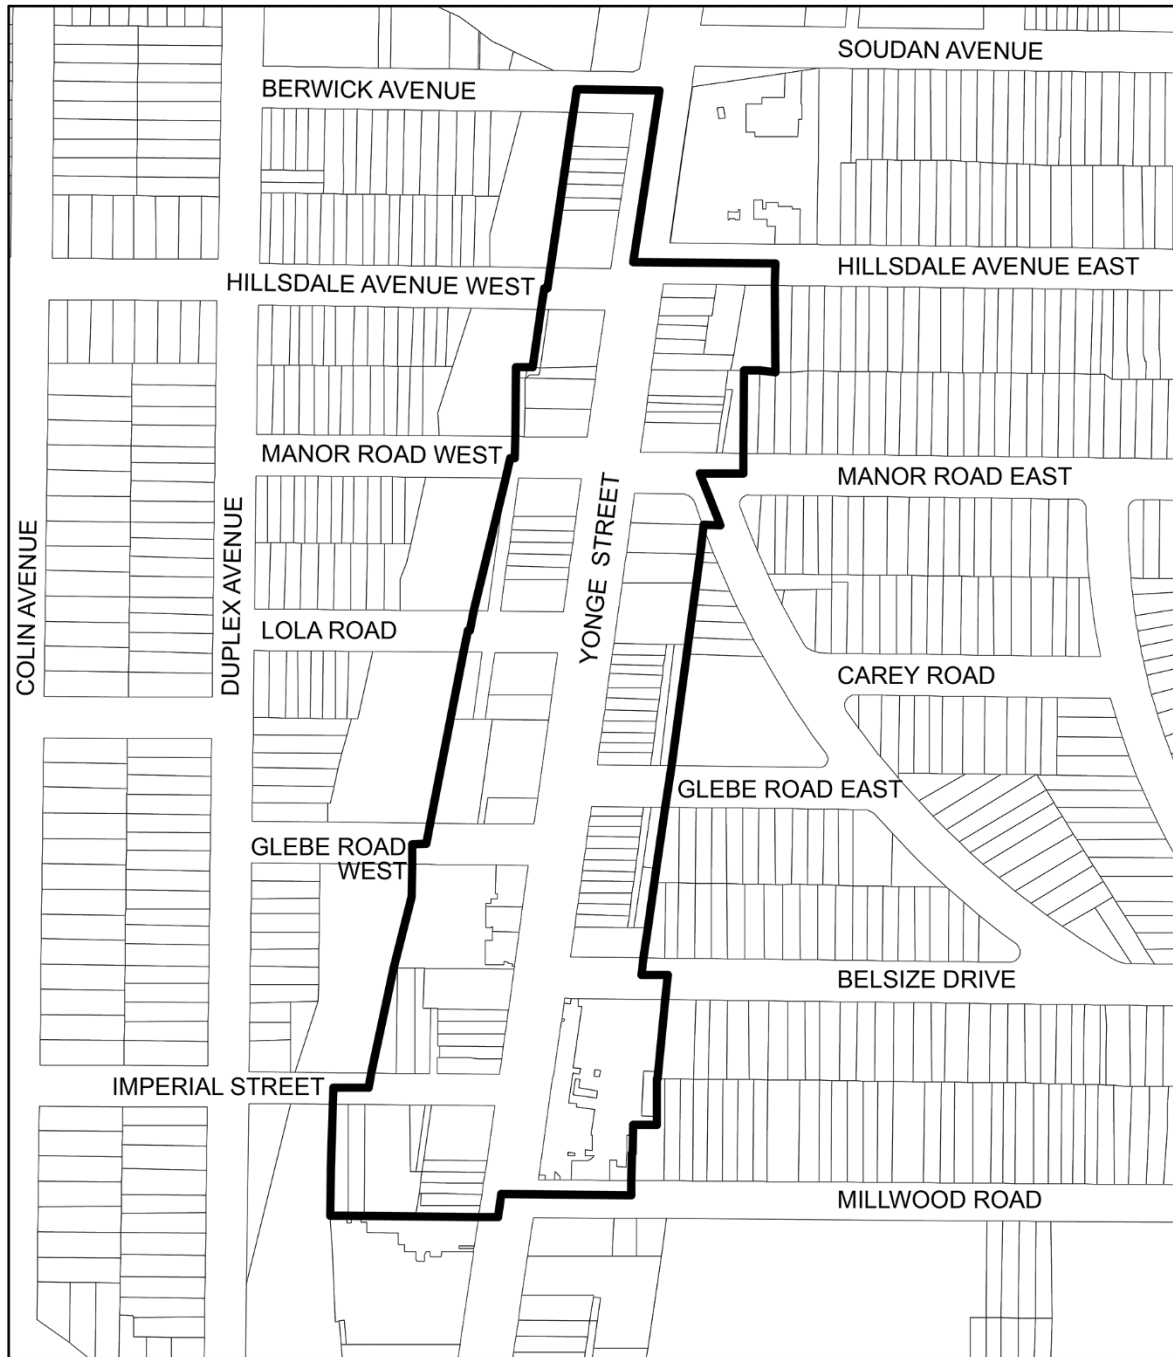 SOUDAN AVENUE
BERWICK AVENUE
HILLSDALE AVENUE EAST
HILLSDALE AVENUE WEST
MANOR ROAD WEST
MANOR ROAD EAST
COLIN AVENUE
DUPLEX AVENUE
YONGE STREET
LOLA ROAD
CAREY ROAD
GLEBE ROAD EAST
GLEBE ROAD
WEST
BELSIZE DRIVE
IMPERIAL STREET
MILLWOOD ROAD